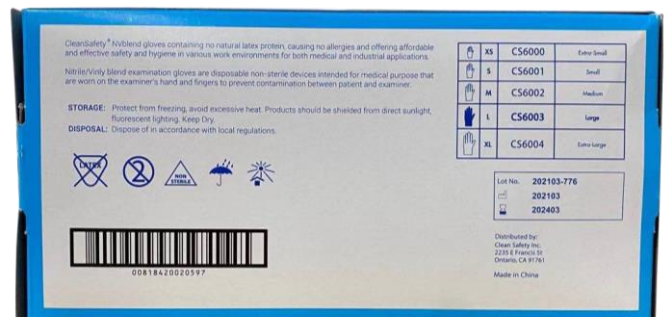 CleanSafety® NVblend gloves containing no natural latex protein, causing no allergies and offering affordable
and effective safety and hygiene in various work environments for both medical and industrial applications.
Nitrile/Vinly blend examination gloves are disposable non-sterile devices intended for medical purpose that
are worn on the examiner's hand and fingers to prevent contamination between patient and examiner.
STORAGE: Protect from freezing, avoid excessive heat. Products should be shielded from direct sunlight,
fluorescent lighting. Keep Dry.
DISPOSAL: Dispose of in accordance with local regulations.
LATEX
2
NON
STERILE
00818420020597
XS CS6000 Extra Small
S CS6001 Small
M CS6002 Medium
L CS6003 Large
XL CS6004 Extra Large
Lot No. 202103-776
202103
202403
Distributed by:
Clean Safety Inc.
2235 E Francis St
Ontario, CA 91761
Made in China